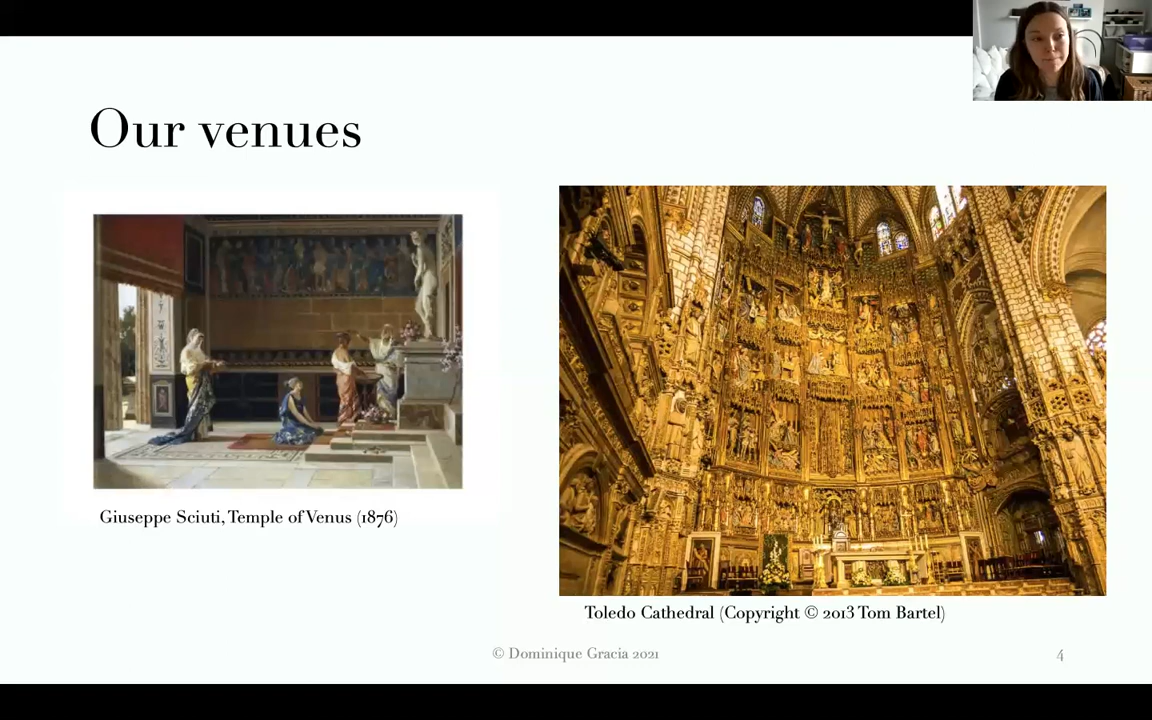 Our venues
Giuseppe Sciuti, Temple of Venus (1876)
Toledo Cathedral (Copyright © 2013 Tom Bartel)
© Dominique Gracia 2021
4